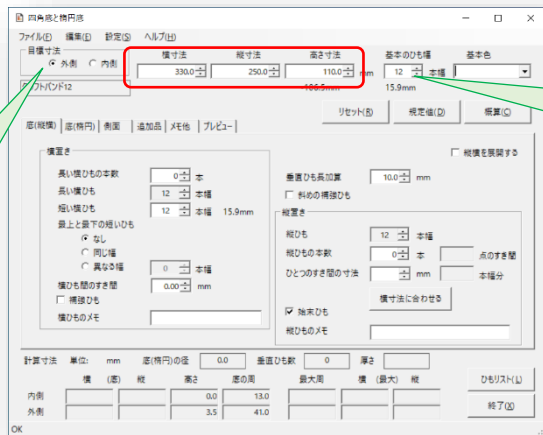 四角底と楕円底
ファイル(F) 編集(E) 設定(S) ヘルプ(H)
目標寸法
外側 内側
横寸法 縦寸法 高さ寸法 基本のひも幅 基本色
330.0 250.0 110.0 mm 12 本幅
フトバンド12 106.5mm 15.9mm
リセット(R) 規定値(D) 概算(C)
底(縦横) 底(楕円) 側面 追加品 メモ他 プレビュー
横置き
縦横を展開する
長い横ひもの本数 0 本
垂直ひも長加算 10.0 mm
長い横ひも 12 本幅
斜めの補強ひも
短い横ひも 12 本幅 15.9mm
縦置き
最上と最下の短いひも
なし
縦ひも 12 本幅
同じ幅
縦ひもの本数 0 本 点のすき間
異なる幅 0 本幅
ひとつのすき間の寸法 mm 本幅分
横ひも間のすき間 0.00 mm
横寸法に合わせる
補強ひも
始末ひも
横ひものメモ
縦ひものメモ
計算寸法 単位: mm 底(楕円)の径 0.0 垂直ひも数 0 厚さ
横 (底) 縦 高さ 底の周 最大周 横 (最大) 縦
ひもリスト(L)
内側 0.0 13.0
外側 3.5 41.0
終了(X)
OK